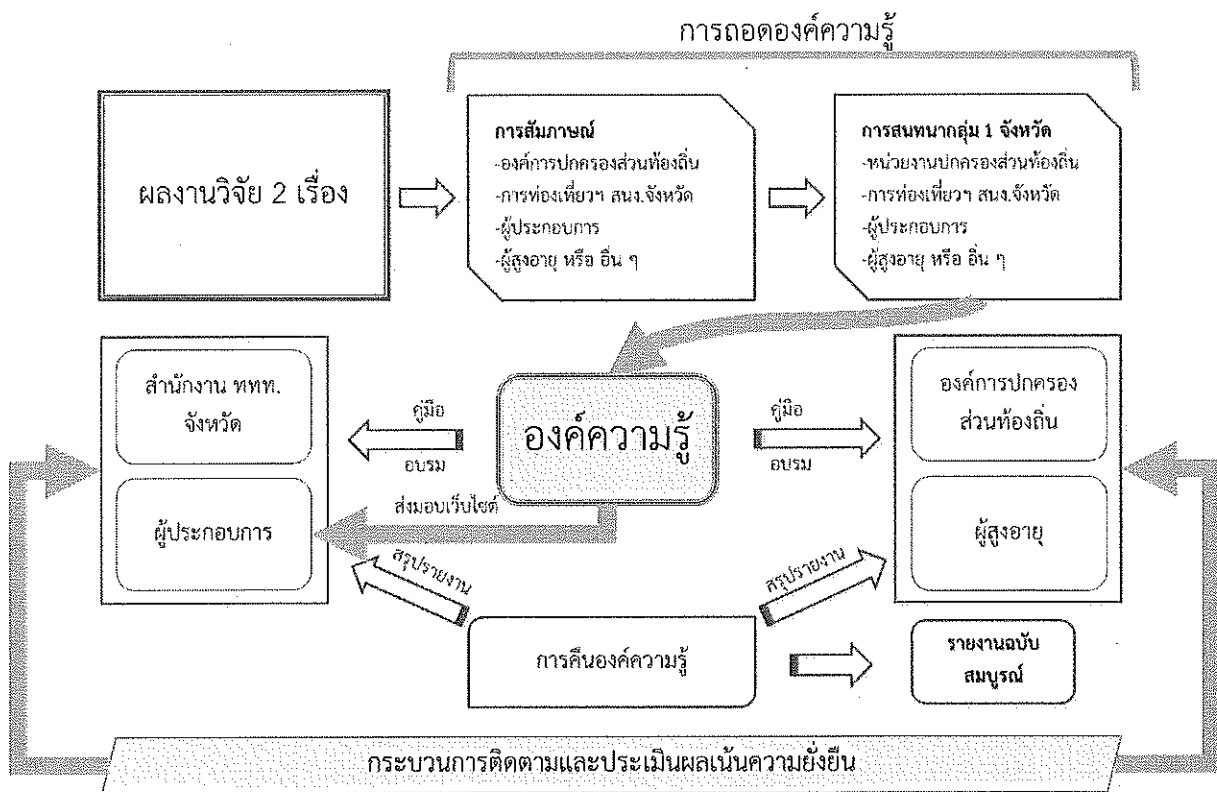 การถอดองค์ความรู้
ผลงานวิจัย 2 เรื่อง
การสัมภาษณ์
-องค์การปกครองส่วนท้องถิ่น
-การท่องเที่ยวฯ สนง.จังหวัด
-ผู้ประกอบการ
-ผู้สูงอายุ หรือ อื่น ๆ
การสนทนากลุ่ม 1 จังหวัด
-หน่วยงานปกครองส่วนท้องถิ่น
-การท่องเที่ยวฯ สนง.จังหวัด
-ผู้ประกอบการ
-ผู้สูงอายุ หรือ อื่น ๆ
สำนักงาน ททท.
จังหวัด
ผู้ประกอบการ
คู่มือ
อบรม
ส่งมอบเว็บไซต์
องค์ความรู้
คู่มือ
อบรม
องค์การปกครอง
ส่วนท้องถิ่น
ผู้สูงอายุ
สรุปรายงาน
สรุปรายงาน
การคืนองค์ความรู้
รายงานฉบับ
สมบูรณ์
กระบวนการติดตามและประเมินผลเน้นความยั่งยืน